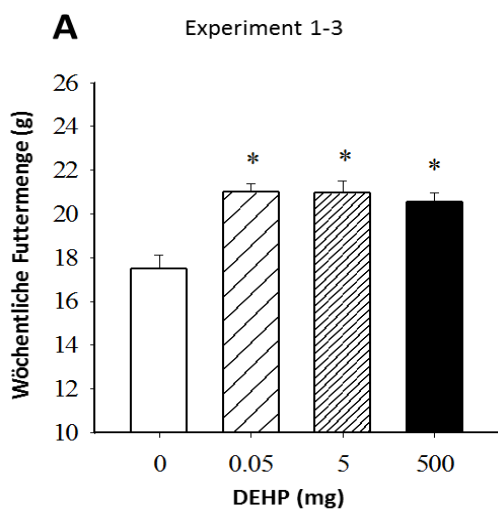 A
Experiment 1-3
Wöchentliche Futtermenge (g)
26
24
22
20
18
16
14
12
10
*
*
*
0 0.05 5 500
DEHP (mg)